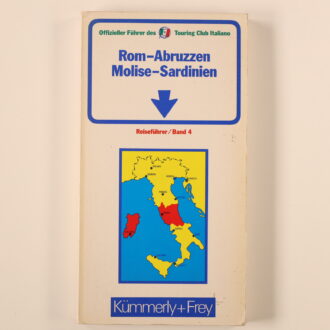 Offizieller Führer des Touring Club Italiano
Rom–Abruzzen
Molise–Sardinien
Reiseführer/Band 4
Kümmerly+Frey